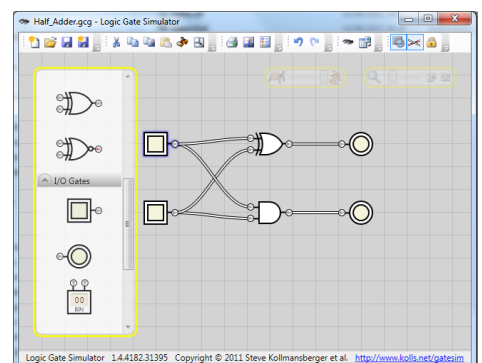 Half_Adder.gcg - Logic Gate Simulator
I/O Gates
00
BIN
Logic Gate Simulator 1.4.4182.31395 Copyright © 2011 Steve Kollmansberger et al. http://www.kolls.net/gatesim